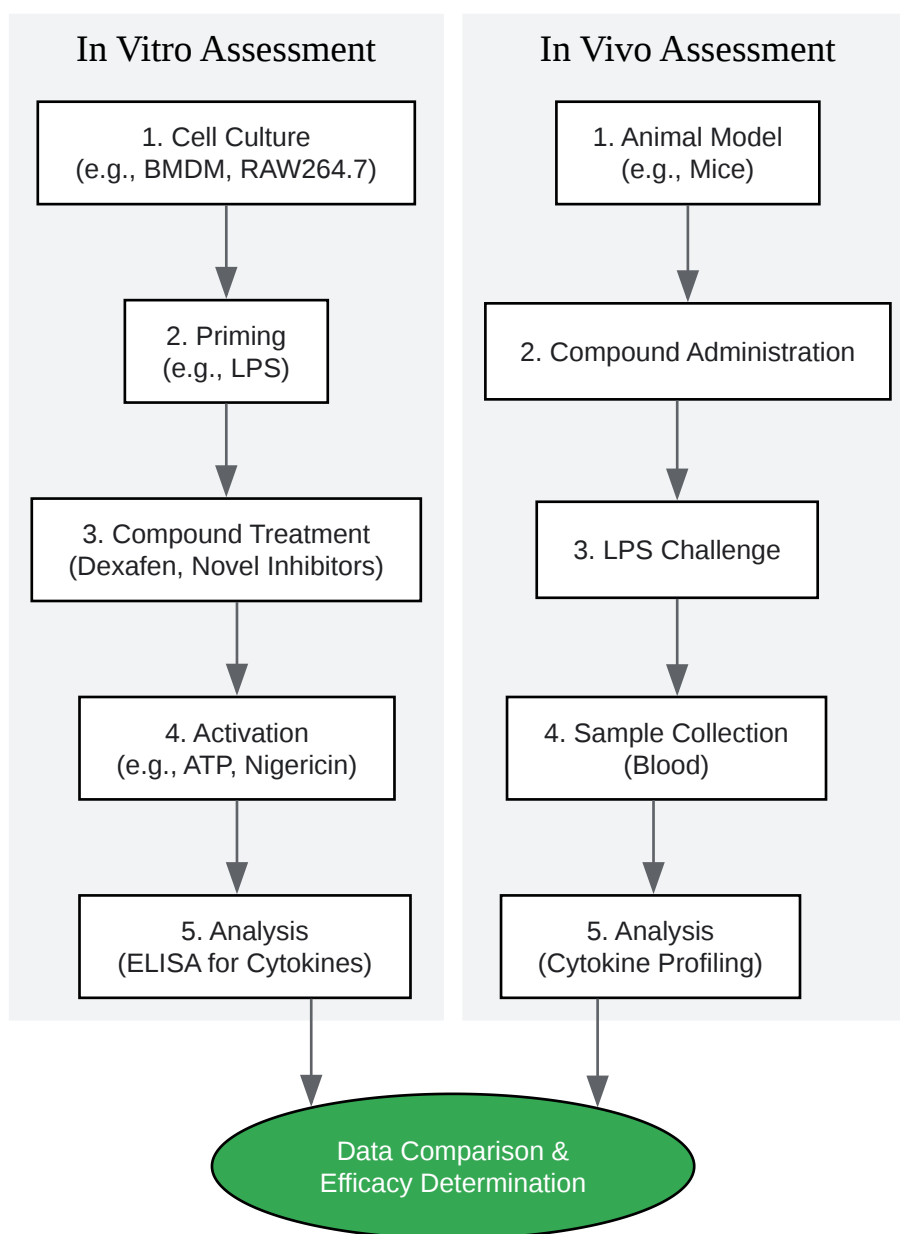 In Vitro Assessment
1. Cell Culture
(e.g., BMDM, RAW264.7)
2. Priming
(e.g., LPS)
3. Compound Treatment
(Dexafen, Novel Inhibitors)
4. Activation
(e.g., ATP, Nigericin)
5. Analysis
(ELISA for Cytokines)
In Vivo Assessment
1. Animal Model
(e.g., Mice)
2. Compound Administration
3. LPS Challenge
4. Sample Collection
(Blood)
5. Analysis
(Cytokine Profiling)
Data Comparison &
Efficacy Determination